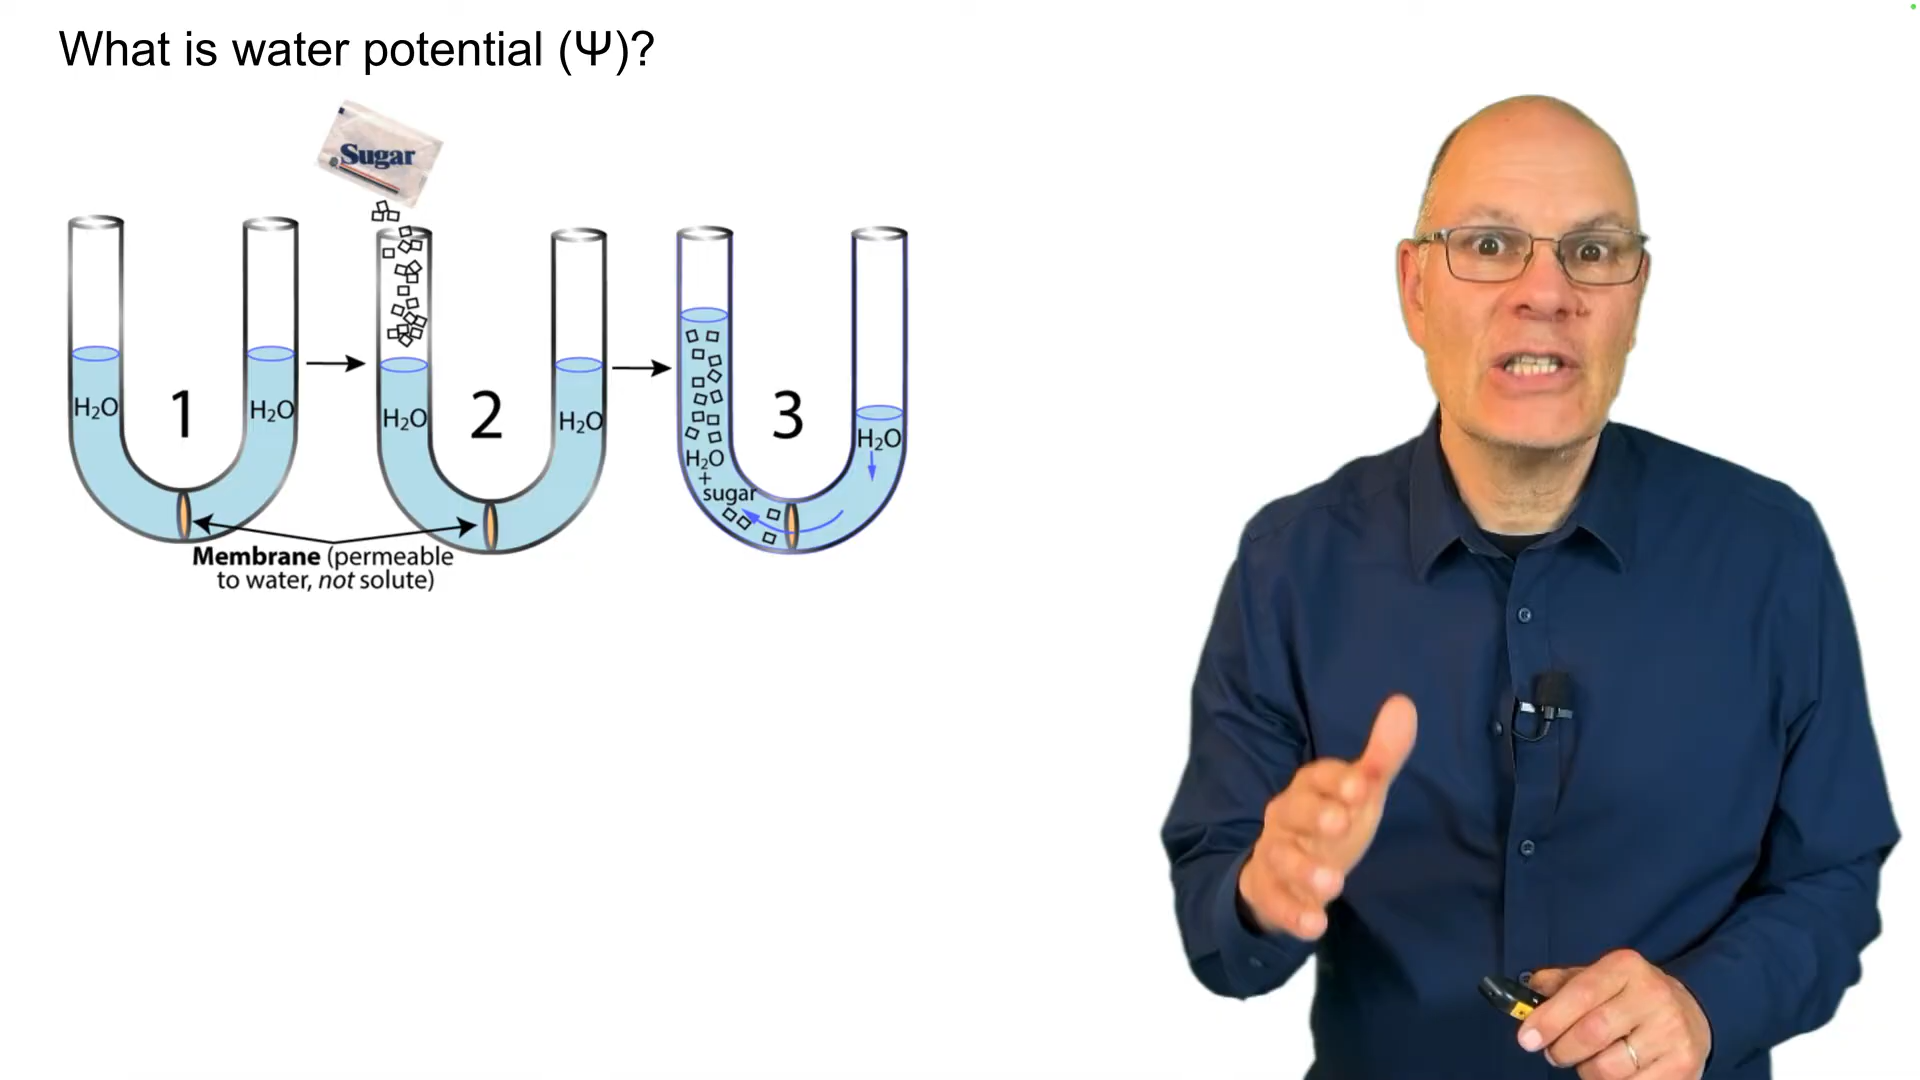 What is water potential (Ψ)?
Sugar
H₂O
H₂O
1
H₂O
H₂O
2
H₂O
+
sugar
H₂O
3
Membrane (permeable
to water, not solute)